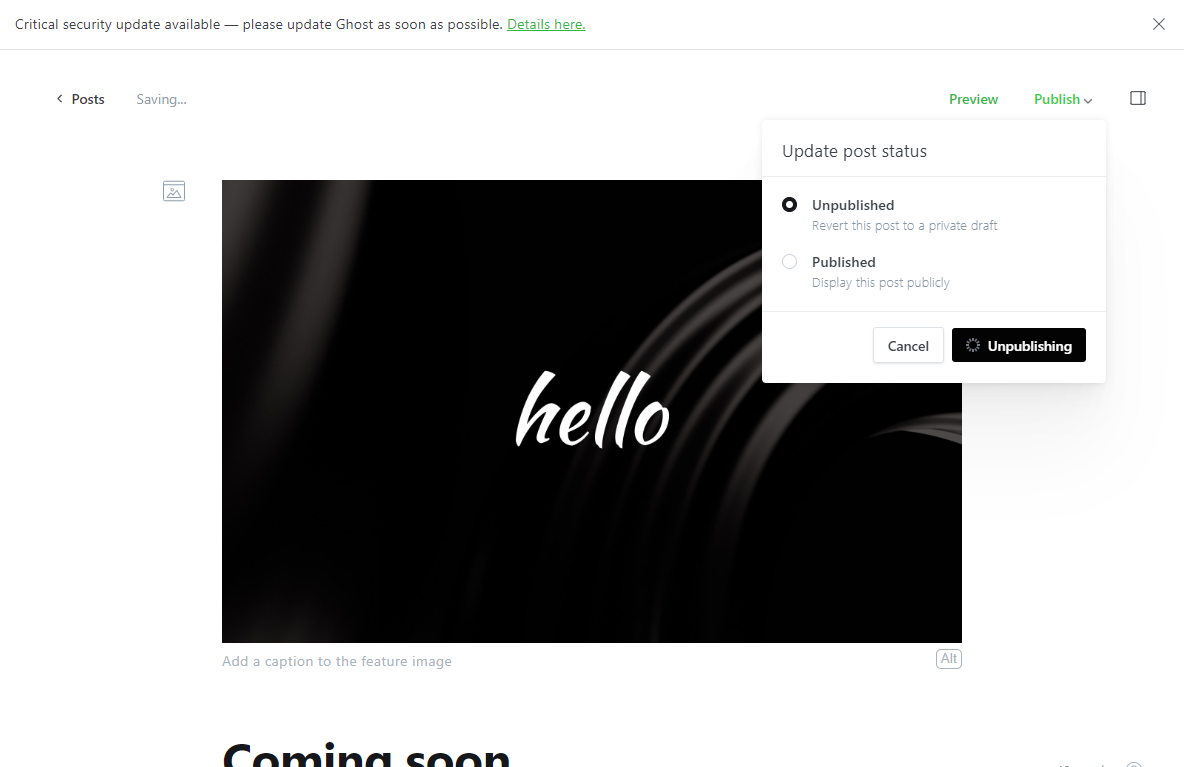 Critical security update available — please update Ghost as soon as possible. Details here.
Posts
Saving...
Preview
Publish
Update post status
Unpublished
Revert this post to a private draft
Published
Display this post publicly
Cancel
Unpublishing
hello
Add a caption to the feature image
Alt
Coming soon